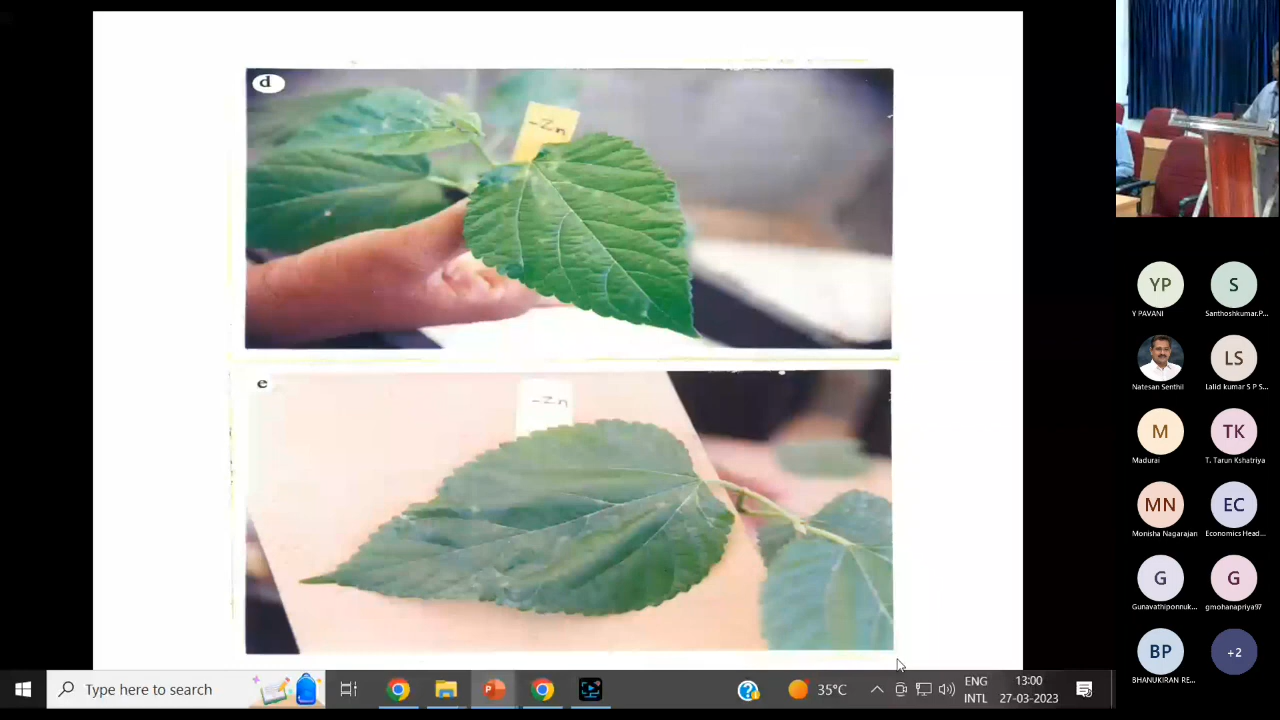 d
-Zn
e
-Zn
YP
Y PAVANI
S
Santhoshkumar.P...
Natesan Senthil
LS
Lalid kumar S P S...
M
Madurai
TK
T. Tarun Kshatriya
MN
Monisha Nagarajan
EC
Economics Head...
G
Gunavathiponnuk...
G
gmohanapriya97
BP
BHANUKIRAN RE...
+2
Type here to search
35°C
ENG
INTL
13:00
27-03-2023